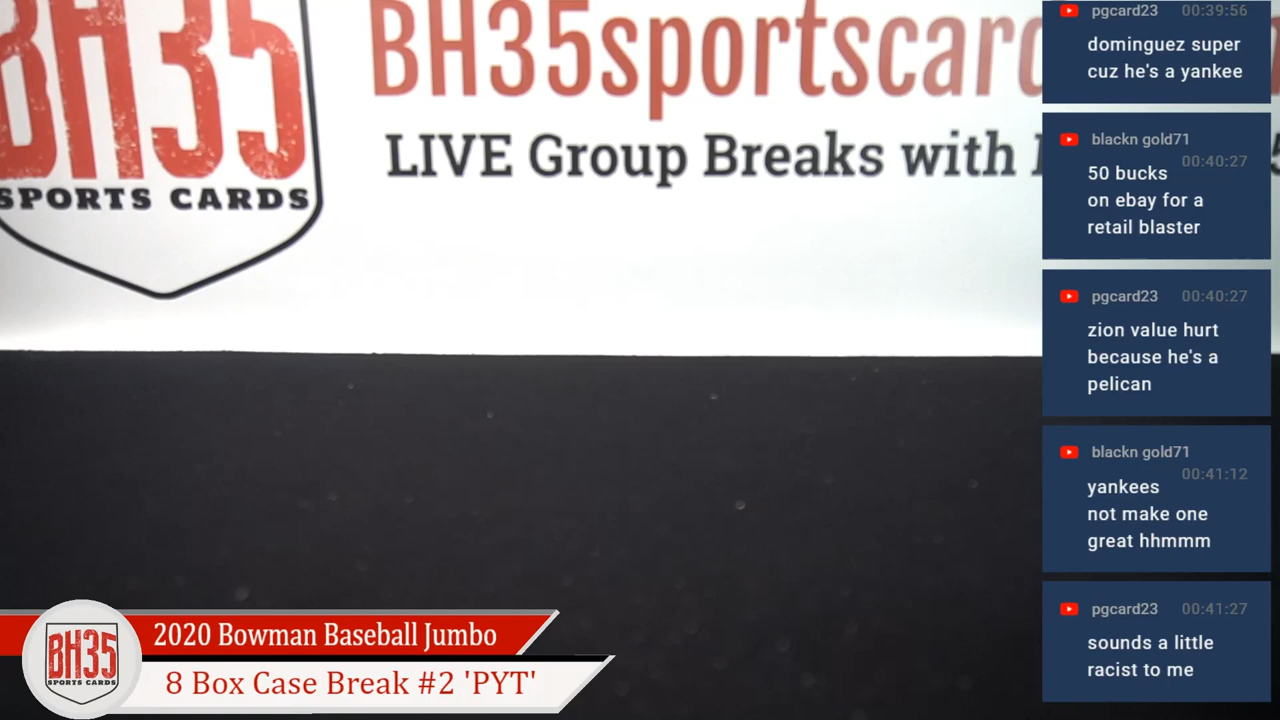 BH35
SPORTS CARDS
BH35sportscard
LIVE Group Breaks with
pgcard23 00:39:56
dominguez super
cuz he's a yankee
blackn gold71
00:40:27
50 bucks
on ebay for a
retail blaster
pgcard23 00:40:27
zion value hurt
because he's a
pelican
blackn gold71
00:41:12
yankees
not make one
great hhmmm
pgcard23 00:41:27
sounds a little
racist to me
BH35
SPORTS CARDS
2020 Bowman Baseball Jumbo
8 Box Case Break #2 'PYT'